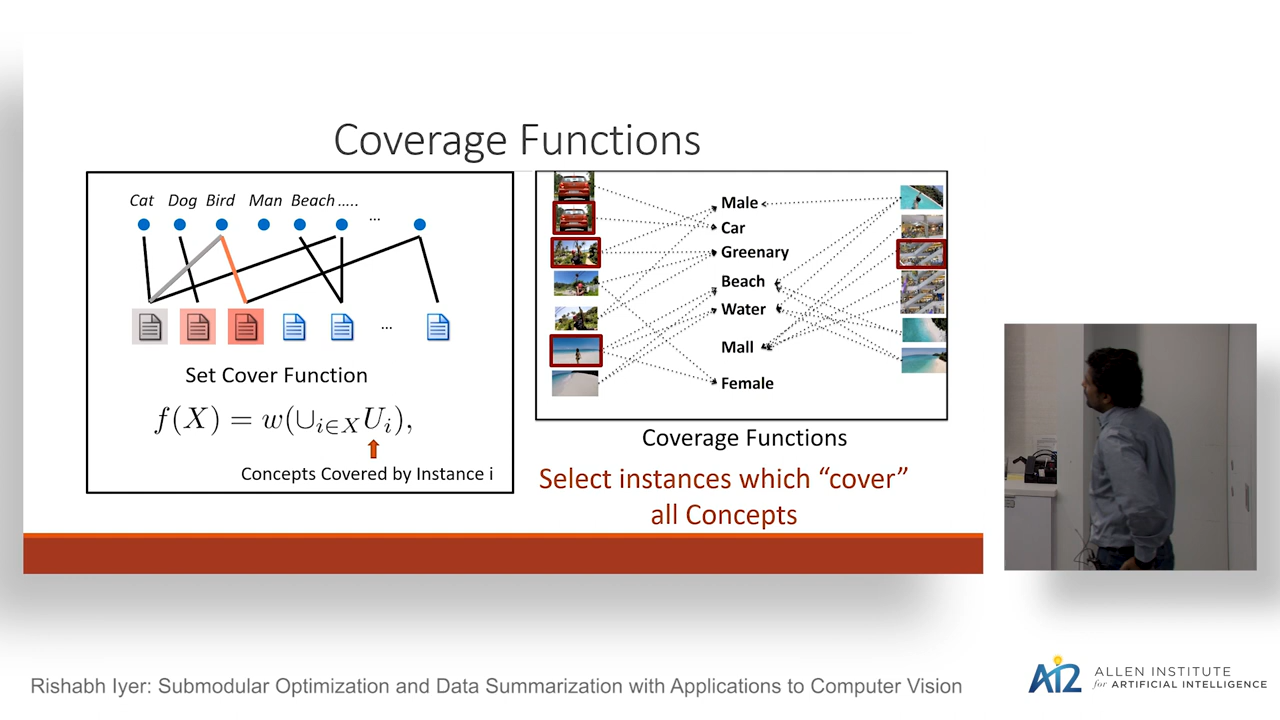 Coverage Functions
Cat Dog Bird Man Beach ..... ...
...
Set Cover Function
f(X) = w(∪_{i∈X} U_i),
Concepts Covered by Instance i
Male
Car
Greenary
Beach
Water
Mall
Female
Coverage Functions
Select instances which “cover”
all Concepts
Rishabh Iyer: Submodular Optimization and Data Summarization with Applications to Computer Vision
AI2 ALLEN INSTITUTE
for ARTIFICIAL INTELLIGENCE